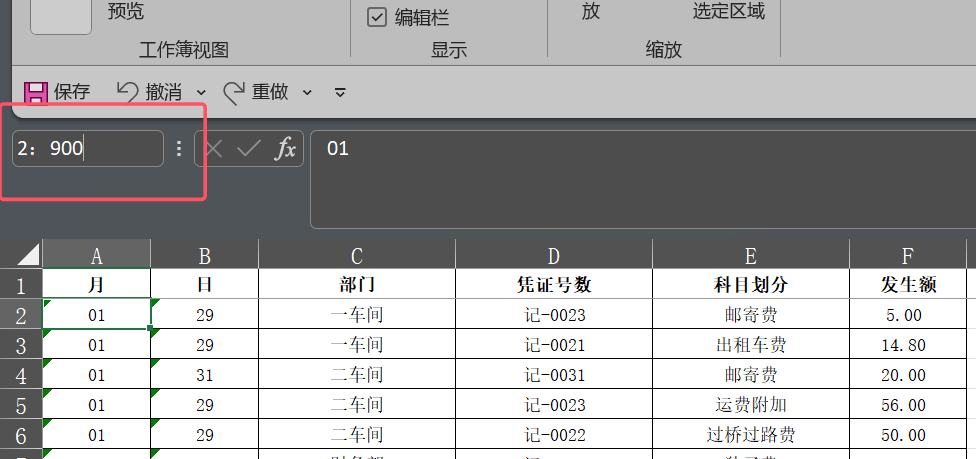 预览
编辑栏
放
选定区域
工作簿视图
显示
缩放
保存 撤消 重做
2：900
fx
01
A B C D E F
1 月 日 部门 凭证号数 科目划分 发生额
2 01 29 一车间 记-0023 邮寄费 5.00
3 01 29 一车间 记-0021 出租车费 14.80
4 01 31 二车间 记-0031 邮寄费 20.00
5 01 29 二车间 记-0023 运费附加 56.00
6 01 29 二车间 记-0022 过桥过路费 50.00